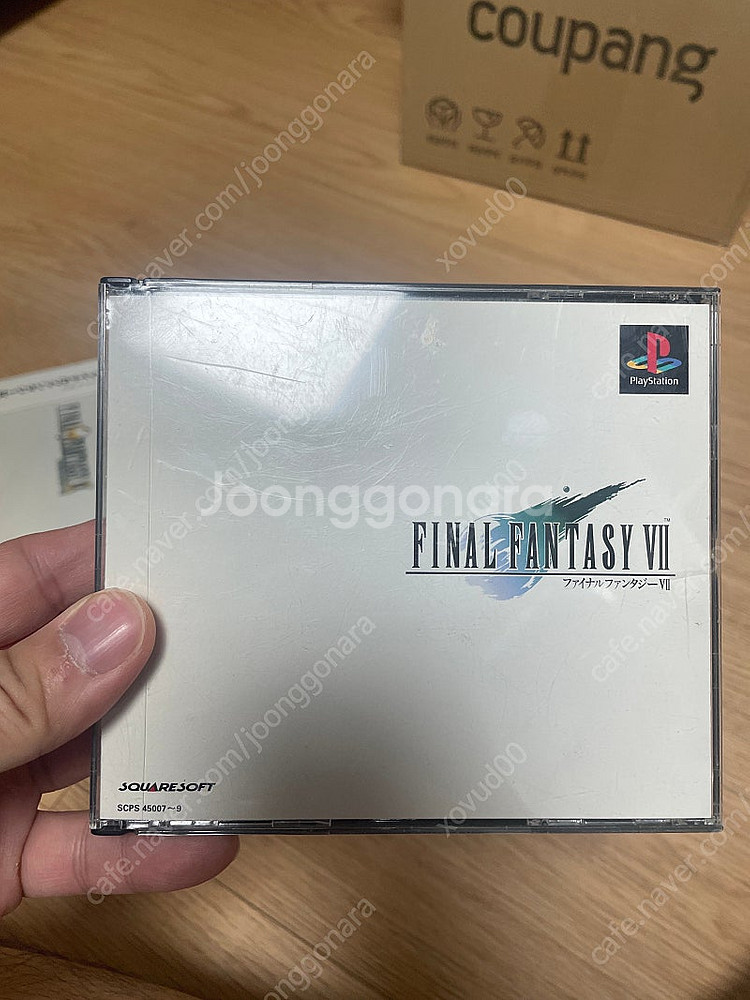 coupang
PlayStation
Joonggonara
FINAL FANTASY VII™
ファイナルファンタジーVII
SQUARESOFT
SCPS 45007～9
cafe.naver.com/joonggonara
xovud00